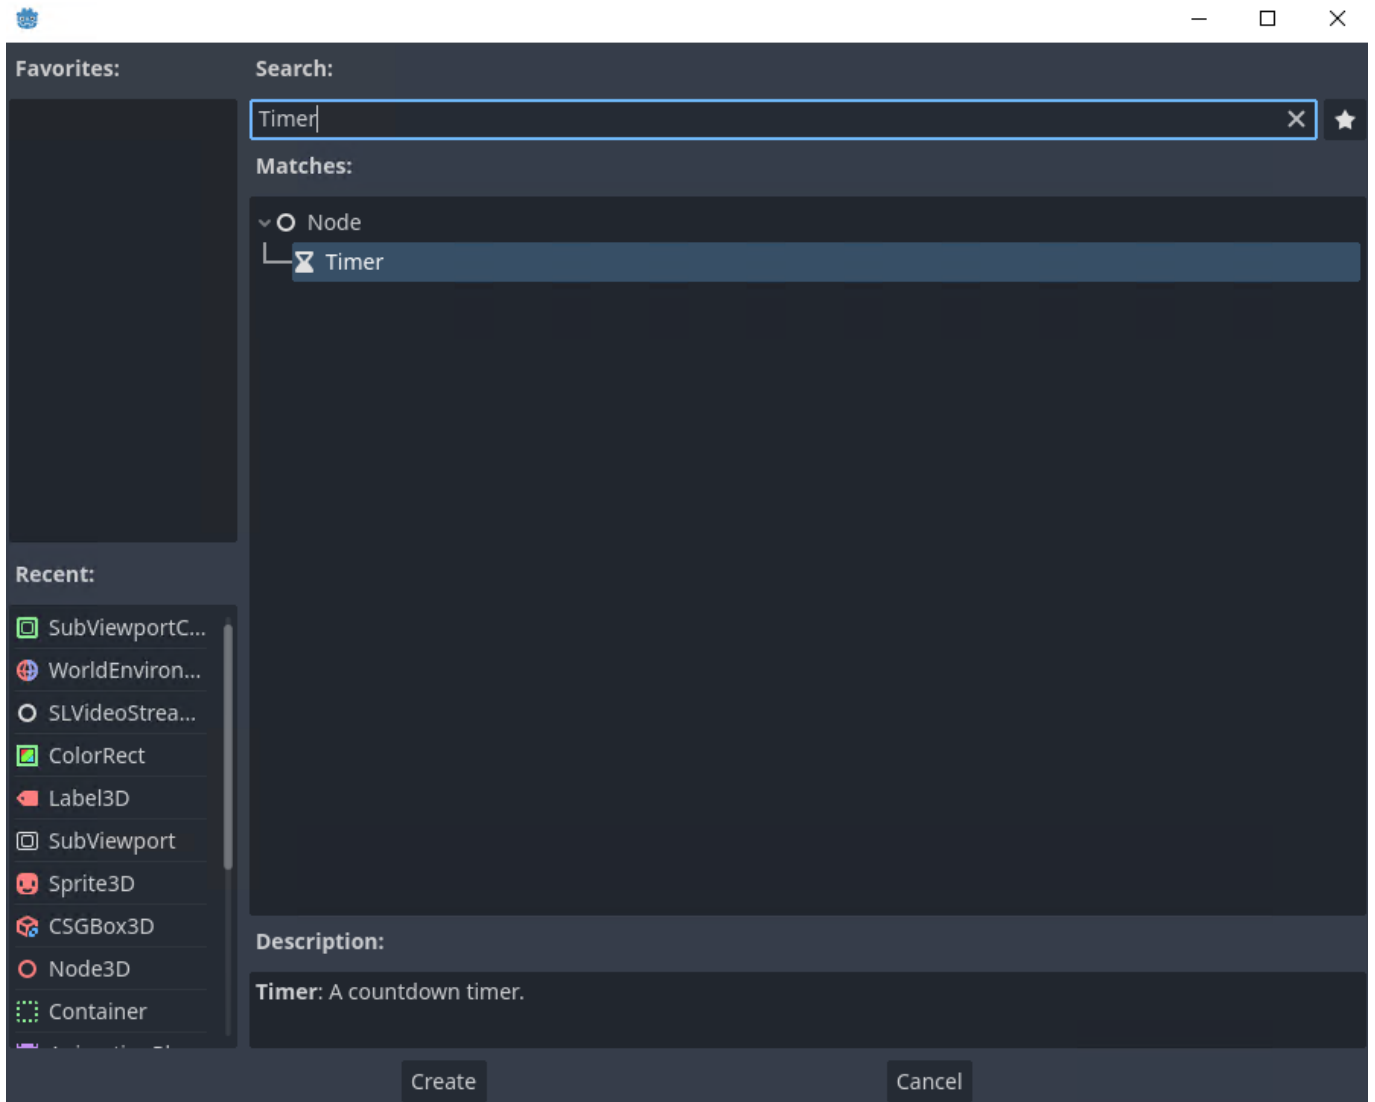 Favorites:
Search:
Timer
Matches:
Node
Timer
Recent:
SubViewportC...
WorldEnviron...
SLVideoStrea...
ColorRect
Label3D
SubViewport
Sprite3D
CSGBox3D
Node3D
Container
Description:
Timer: A countdown timer.
Create
Cancel